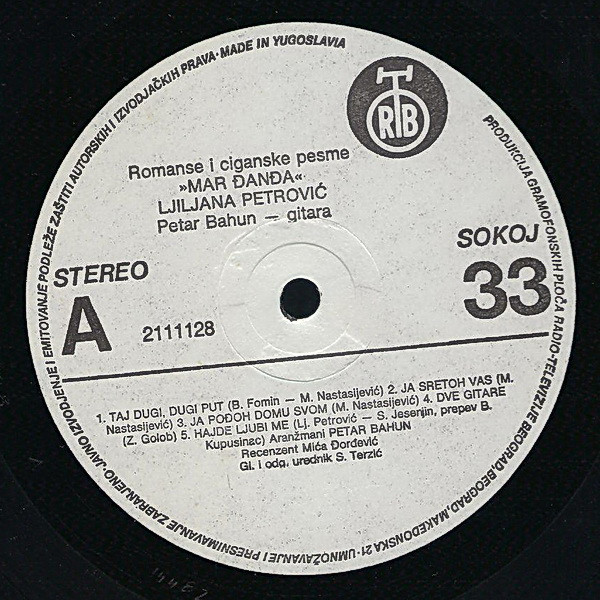 JAVNO IZVODJENJE I EMITOVANJE PODLEŽE ZAŠTITI AUTORSKIH I IZVODJAČKIH PRAVA · MADE IN YUGOSLAVIA
RTB
Romanse i ciganske pesme
»MAR ĐANĐA«
LJILJANA PETROVIĆ
Petar Bahun — gitara
STEREO
SOKOJ
A
2111128
33
1. TAJ DUGI, DUGI PUT (B. Fomin — M. Nastasijević) 2. JA SRETOH VAS (M.
Nastasijević) 3. JA POĐOH DOMU SVOM (M. Nastasijević) 4. DVE GITARE
(Z. Golob) 5. HAJDE LJUBI ME (Lj. Petrović — S. Jesenjin, prepev B.
Kupusinac) Aranžmani PETAR BAHUN
Recenzent Mića Đorđević
Gl. i odg. urednik S. Terzić
PRODUKCIJA GRAMOFONSKIH PLOČA RADIO-TELEVIZIJE BEOGRAD, BEOGRAD, MAKEDONSKA 21 · UMNOŽAVANJE I PRESNIMAVANJE ZABRANJENO ·